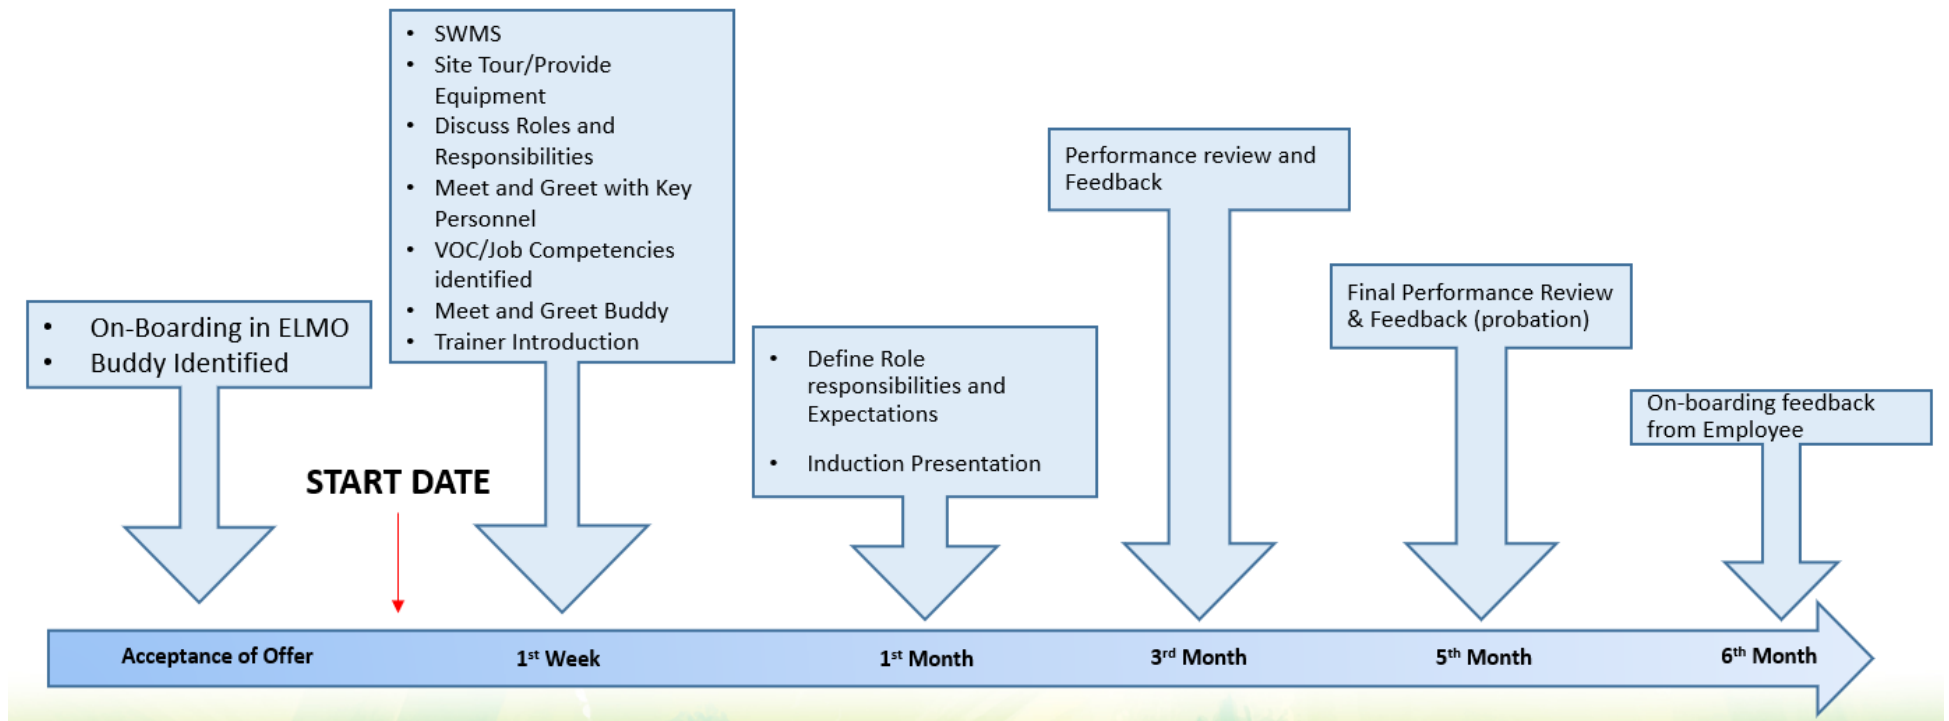 • On-Boarding in ELMO
• Buddy Identified
START DATE
• SWMS
• Site Tour/Provide
Equipment
• Discuss Roles and
Responsibilities
• Meet and Greet with Key
Personnel
• VOC/Job Competencies
identified
• Meet and Greet Buddy
• Trainer Introduction
• Define Role
responsibilities and
Expectations
• Induction Presentation
Performance review and
Feedback
Final Performance Review
& Feedback (probation)
On-boarding feedback
from Employee
Acceptance of Offer
1st Week
1st Month
3rd Month
5th Month
6th Month